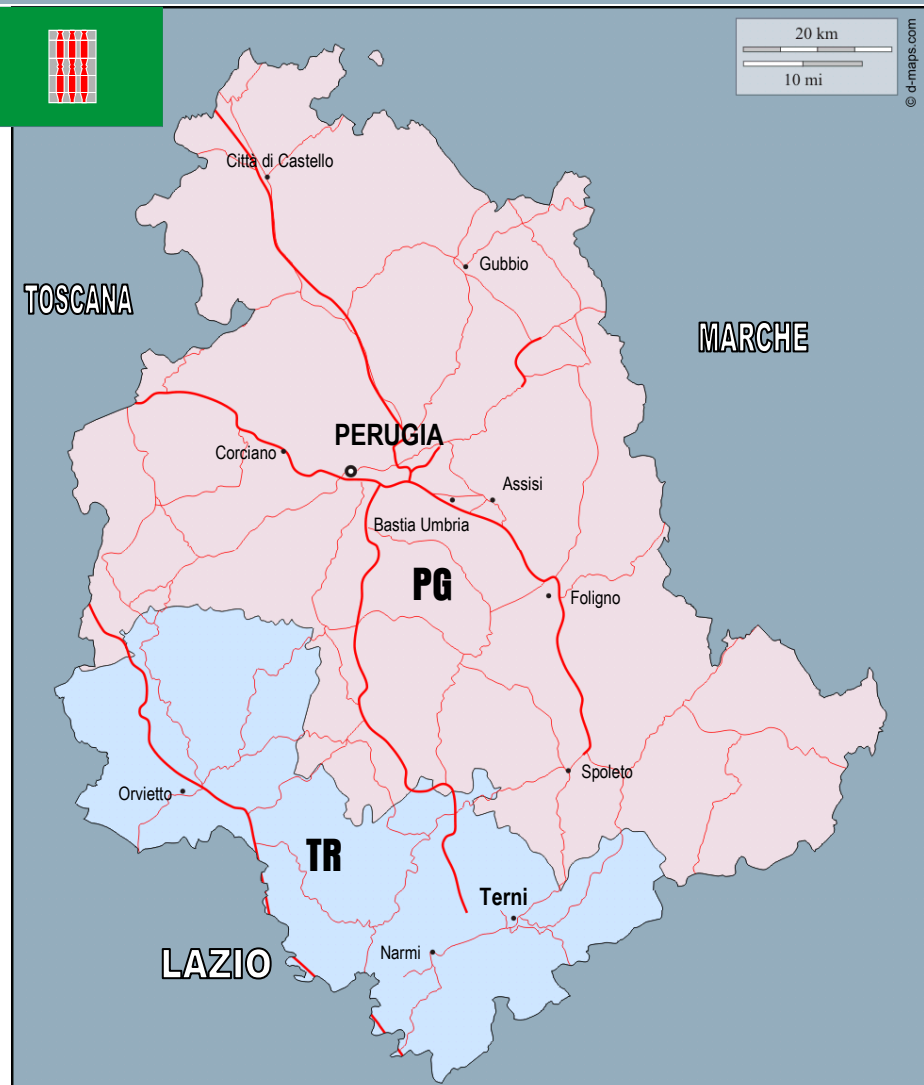 20 km
10 mi
© d-maps.com
Città di Castello
Gubbio
TOSCANA
MARCHE
PERUGIA
Corciano
Assisi
Bastia Umbria
PG
Foligno
Spoleto
Orvietto
TR
Terni
Narmi
LAZIO